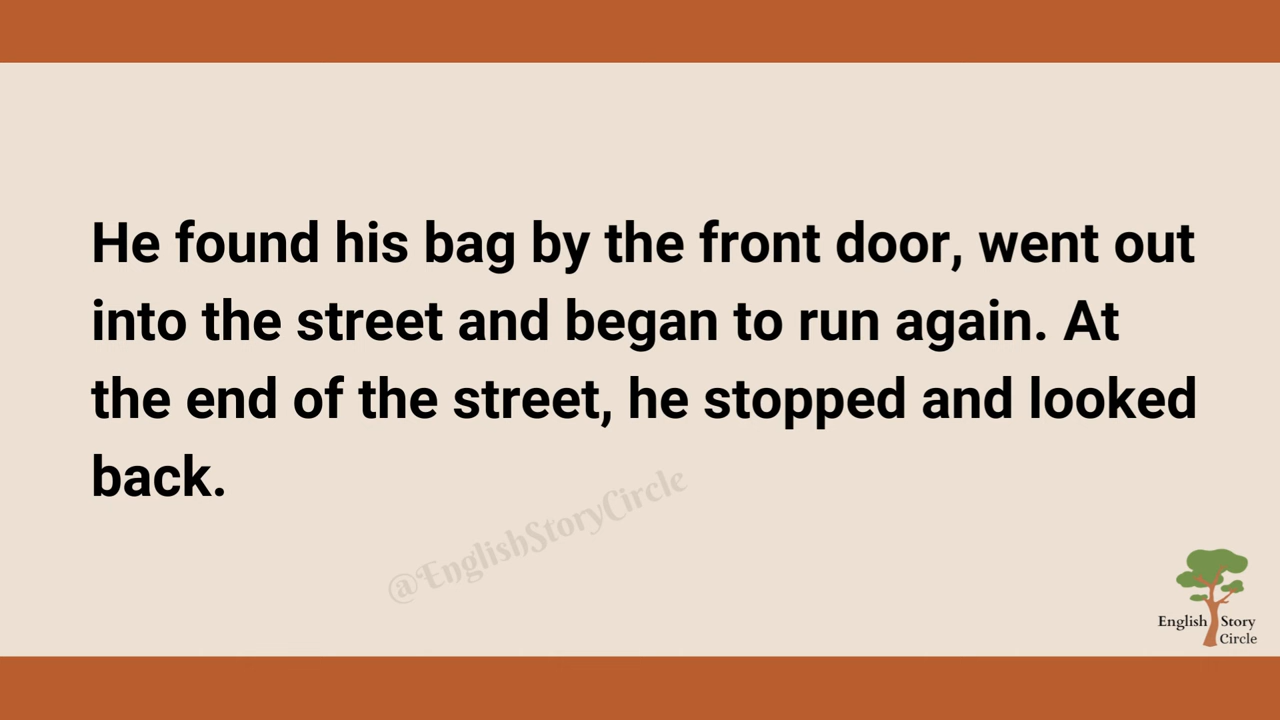 He found his bag by the front door, went out
into the street and began to run again. At
the end of the street, he stopped and looked
back.
@EnglishStoryCircle
English Story
Circle